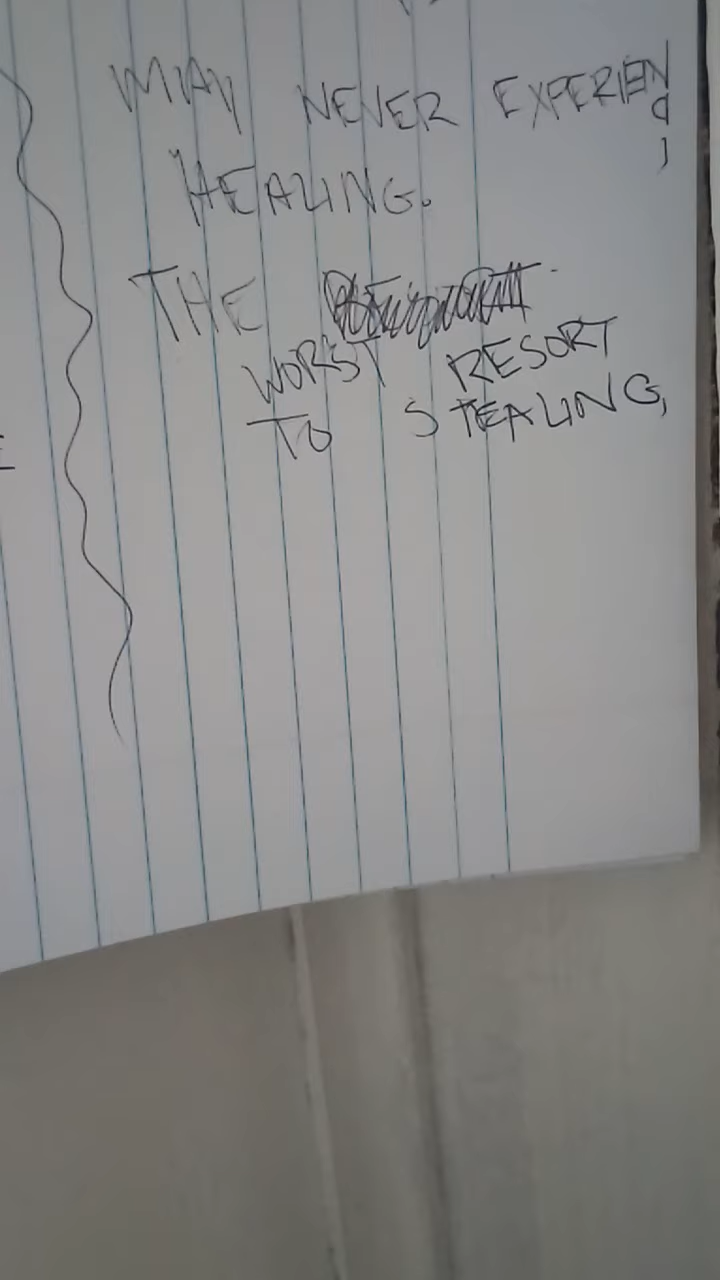 MAY NEVER EXPERIEN
HEALING.
THE
WORST RESORT
TO STEALING,